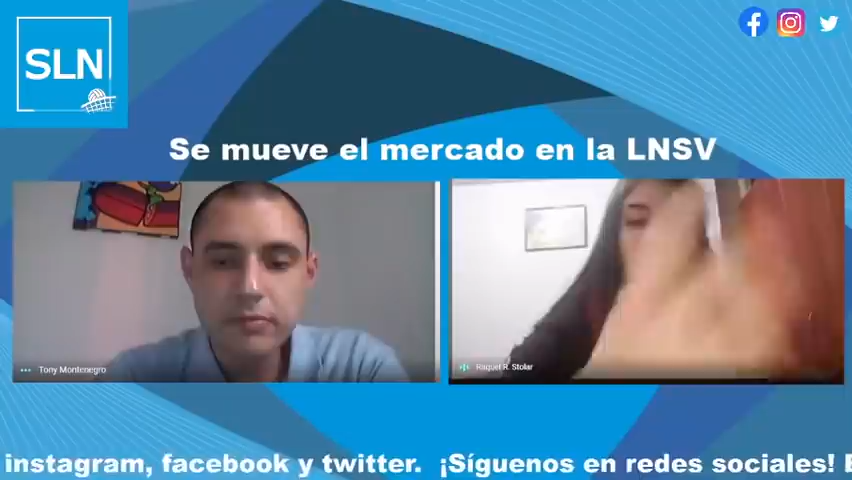 SLN
Se mueve el mercado en la LNSV
Tony Montenegro
Raquel R. Stolar
instagram, facebook y twitter. ¡Síguenos en redes sociales! E